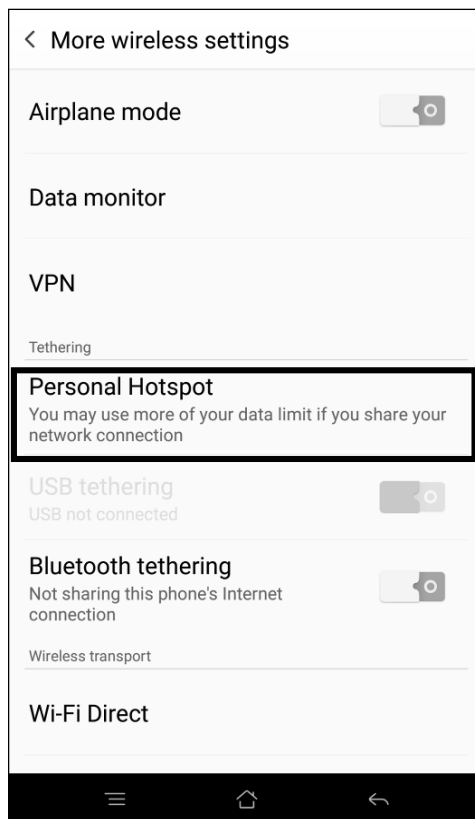 More wireless settings
Airplane mode
Data monitor
VPN
Tethering
Personal Hotspot
You may use more of your data limit if you share your
network connection
USB tethering
USB not connected
Bluetooth tethering
Not sharing this phone's Internet
connection
Wireless transport
Wi-Fi Direct